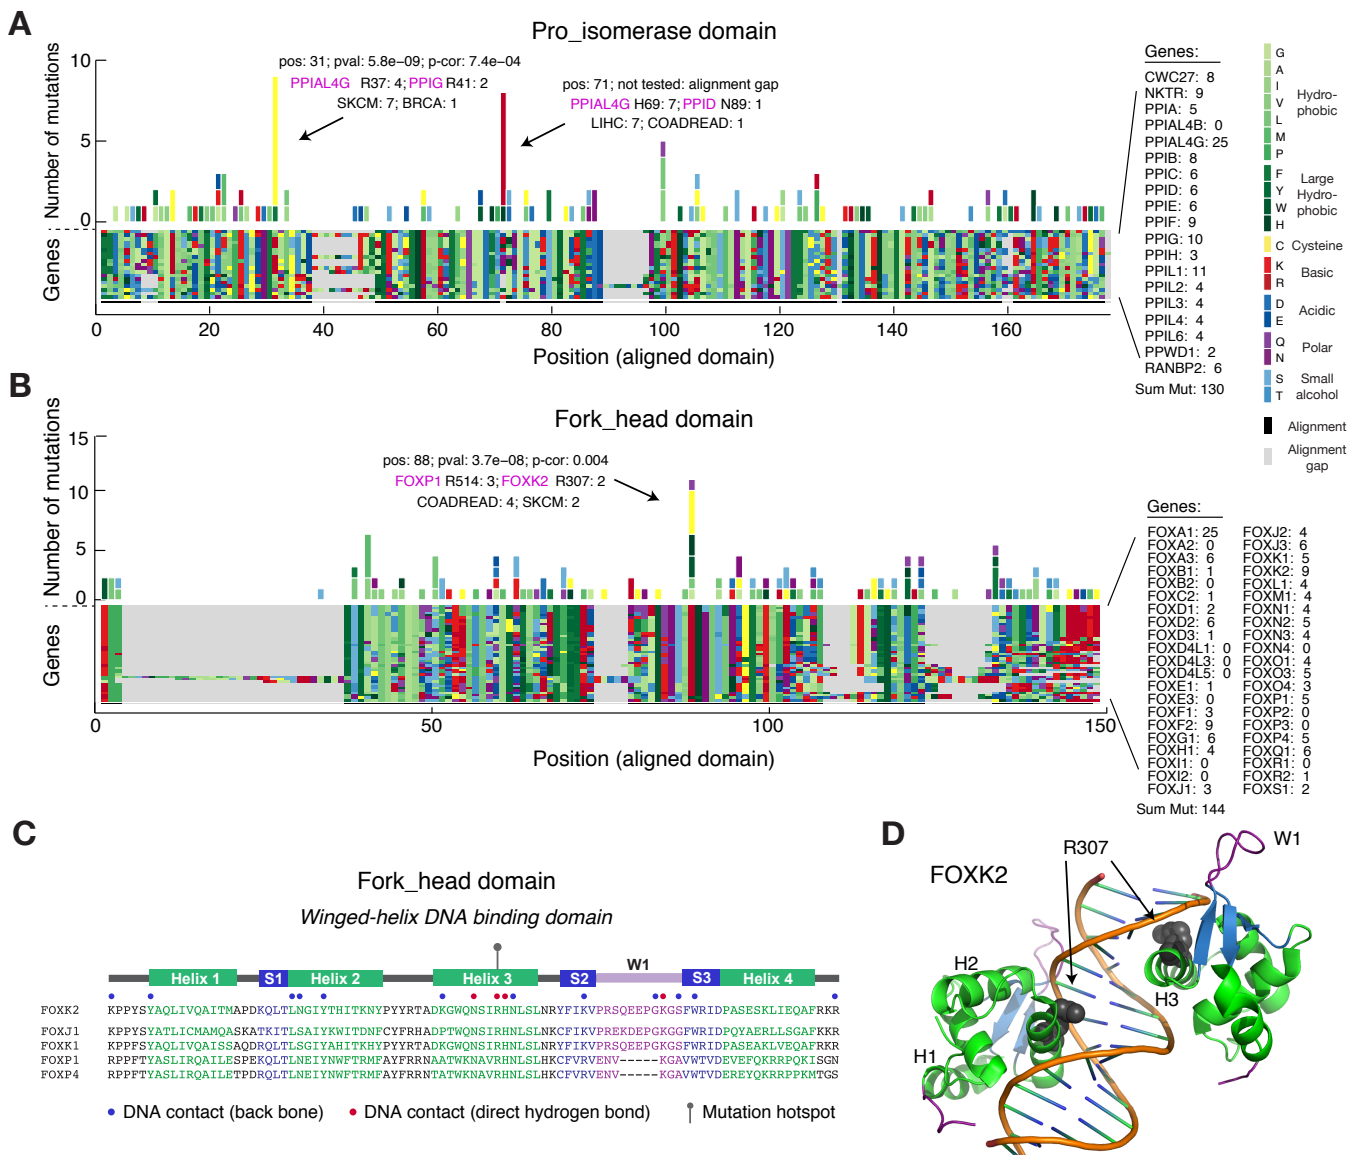 A
Pro_isomerase domain
Number of mutations
10
5
0
pos: 31; pval: 5.8e−09; p-cor: 7.4e−04
PPIAL4G R37: 4; PPIG R41: 2
SKCM: 7; BRCA: 1
pos: 71; not tested: alignment gap
PPIAL4G H69: 7; PPID N89: 1
LIHC: 7; COADREAD: 1
Genes
0 20 40 60 80 100 120 140 160
Position (aligned domain)
Genes:
CWC27: 8
NKTR: 9
PPIA: 5
PPIAL4B: 0
PPIAL4G: 25
PPIB: 8
PPIC: 6
PPID: 6
PPIE: 6
PPIF: 9
PPIG: 10
PPIH: 3
PPIL1: 11
PPIL2: 4
PPIL3: 4
PPIL4: 4
PPIL6: 4
PPWD1: 2
RANBP2: 6
Sum Mut: 130
G
A
I
V
L
M
P
Hydro-
phobic
F
Y
W
H
Large
Hydro-
phobic
C Cysteine
K
R
Basic
D
E
Acidic
Q
N
Polar
S
T
Small
alcohol
Alignment
Alignment
gap
B
Fork_head domain
Number of mutations
15
10
5
0
pos: 88; pval: 3.7e−08; p-cor: 0.004
FOXP1 R514: 3; FOXK2 R307: 2
COADREAD: 4; SKCM: 2
Genes
0 50 100 150
Position (aligned domain)
Genes:
FOXA1: 25 FOXJ2: 4
FOXA2: 0 FOXJ3: 6
FOXA3: 6 FOXK1: 5
FOXB1: 1 FOXK2: 9
FOXB2: 0 FOXL1: 4
FOXC2: 1 FOXM1: 4
FOXD1: 2 FOXN1: 4
FOXD2: 6 FOXN2: 5
FOXD3: 1 FOXN3: 4
FOXD4L1: 0 FOXN4: 0
FOXD4L3: 0 FOXO1: 4
FOXD4L5: 0 FOXO3: 5
FOXE1: 1 FOXO4: 3
FOXE3: 0 FOXP1: 5
FOXF1: 3 FOXP2: 0
FOXF2: 9 FOXP3: 0
FOXG1: 6 FOXP4: 5
FOXH1: 4 FOXQ1: 6
FOXI1: 0 FOXR1: 0
FOXI2: 0 FOXR2: 1
FOXJ1: 3 FOXS1: 2
Sum Mut: 144
C
Fork_head domain
Winged-helix DNA binding domain
Helix 1 S1 Helix 2 Helix 3 S2 W1 S3 Helix 4
FOXK2 KPPYSYAQLIVQAITMAPDKQLTLNGIYTHITKNYPYYRTADKGWQNSIRHNLSLNRYFIKVPRSQEEPGKGSFWRIDPASESKLIEQAFRKR
FOXJ1 KPPYSYATLICMAMQASKATKITLSAIYKWITDNFCYFRHADPTWQNSIRHNLSLNKCFIKVPREKDEPGKGGFWRIDPQYAERLLSGAFKKR
FOXK1 KPPYSYAQLIVQAISSAQDRQLTLSGIYAHITKHYPYYRTADKGWQNSIRHNLSLNRYFIKVPRSQEEPGKGSFWRIDPASEAKLVEQAFRKR
FOXP1 RPPFTYASLIRQAILESPEKQLTLNEIYNWFTRMFAYFRRNAATWKNAVRHNLSLHKCFVRVENV-----KGAVWTVDEVEFQKRRPQKISGN
FOXP4 RPPFTYASLIRQAILETPDRQLTLNEIYNWFTRMFAYFRRNTATWKNAVRHNLSLHKCFVRVENV-----KGAVWTVDEREYQKRRPPKMTGS
DNA contact (back bone) DNA contact (direct hydrogen bond) Mutation hotspot
D
FOXK2
R307
W1
H2
H3
H1